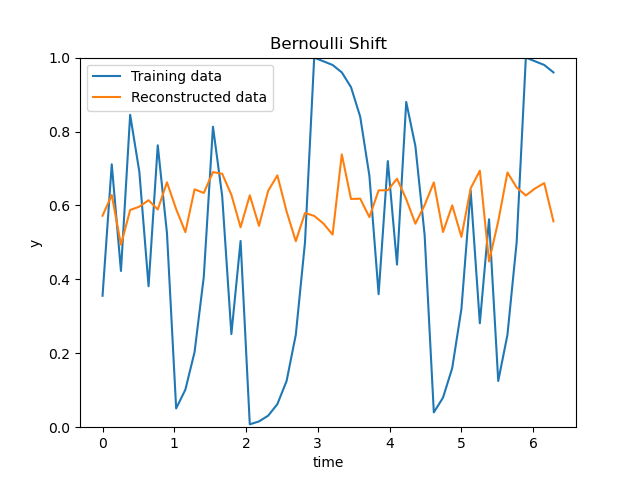 Bernoulli Shift
Training data
Reconstructed data
1.0
0.8
0.6
0.4
0.2
0.0
y
0 1 2 3 4 5 6
time